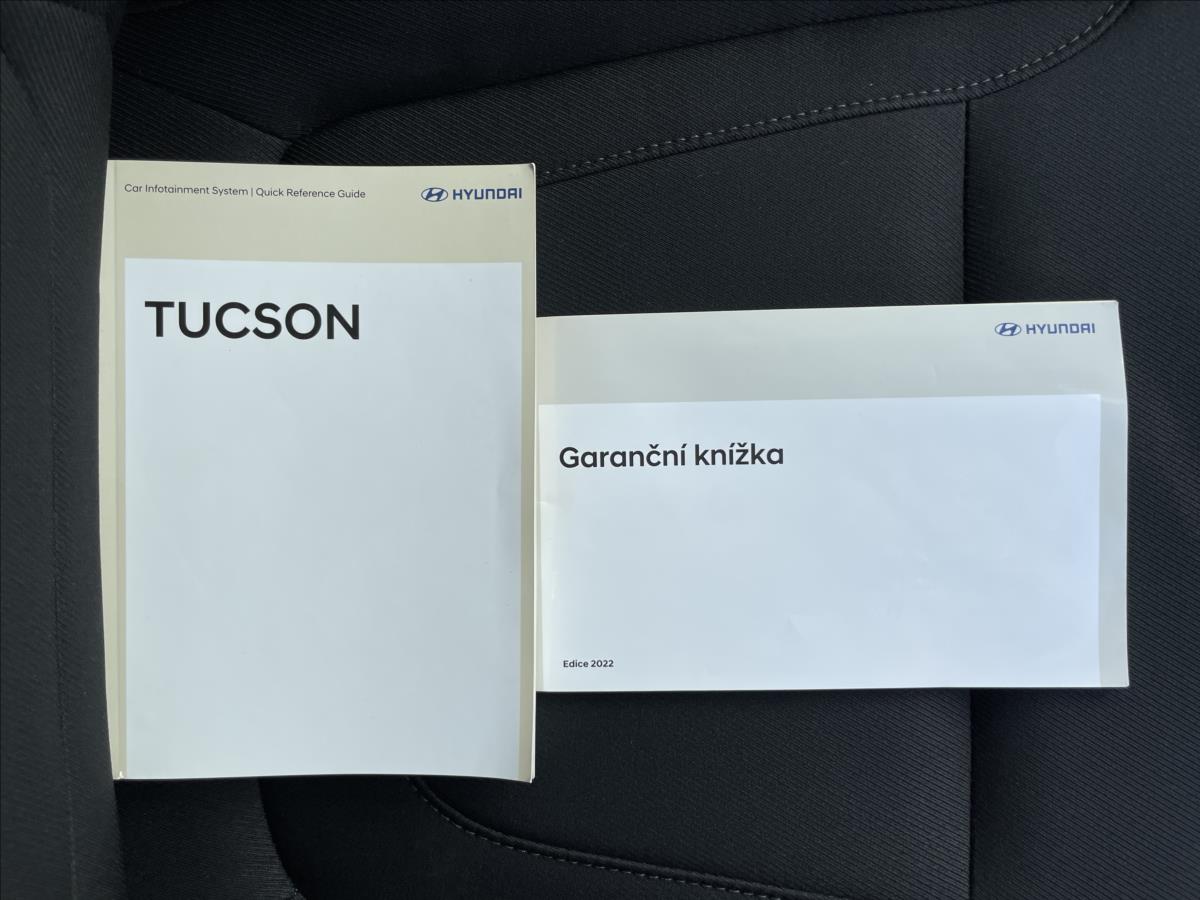 Car Infotainment System | Quick Reference Guide
HYUNDAI
TUCSON
HYUNDAI
Garanční knížka
Edice 2022